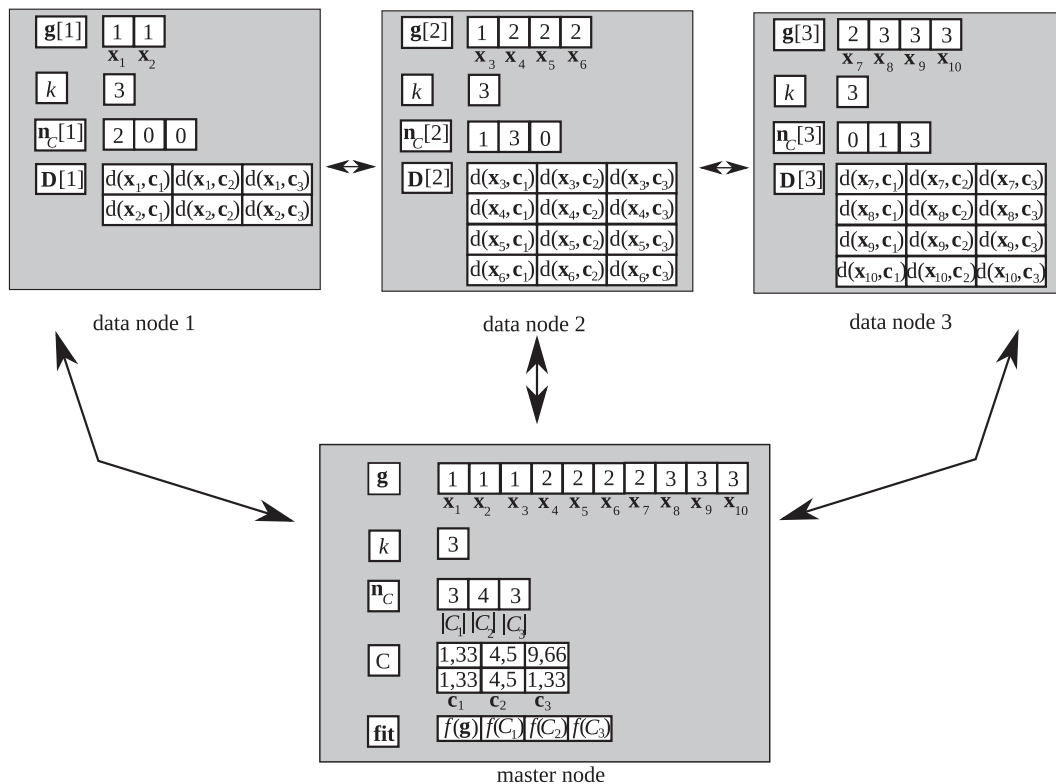 g[1] 1 1
x1 x2
k 3
nC[1] 2 0 0
D[1] d(x1,c1) d(x1,c2) d(x1,c3)
d(x2,c1) d(x2,c2) d(x2,c3)
data node 1
g[2] 1 2 2 2
x3 x4 x5 x6
k 3
nC[2] 1 3 0
D[2] d(x3,c1) d(x3,c2) d(x3,c3)
d(x4,c1) d(x4,c2) d(x4,c3)
d(x5,c1) d(x5,c2) d(x5,c3)
d(x6,c1) d(x6,c2) d(x6,c3)
data node 2
g[3] 2 3 3 3
x7 x8 x9 x10
k 3
nC[3] 0 1 3
D[3] d(x7,c1) d(x7,c2) d(x7,c3)
d(x8,c1) d(x8,c2) d(x8,c3)
d(x9,c1) d(x9,c2) d(x9,c3)
d(x10,c1) d(x10,c2) d(x10,c3)
data node 3
g 1 1 1 2 2 2 2 3 3 3
x1 x2 x3 x4 x5 x6 x7 x8 x9 x10
k 3
nC 3 4 3
|C1| |C2| |C3|
C 1,33 4,5 9,66
1,33 4,5 1,33
c1 c2 c3
fit f(g) f(C1) f(C2) f(C3)
master node